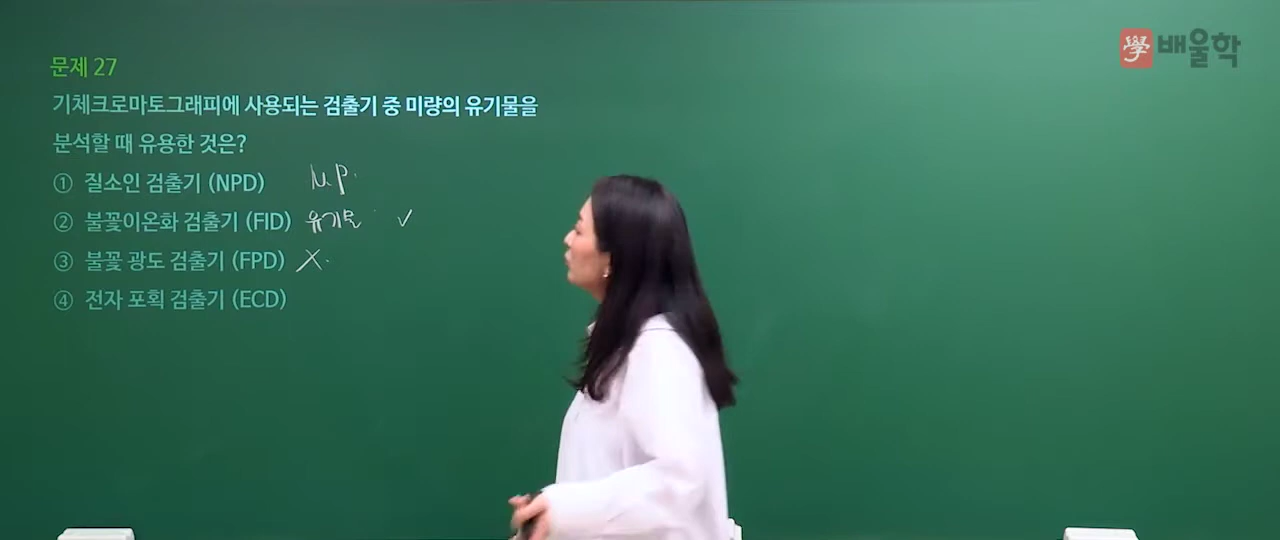 學 배울학
문제 27
기체크로마토그래피에 사용되는 검출기 중 미량의 유기물을
분석할 때 유용한 것은?
① 질소인 검출기 (NPD) N.P.
② 불꽃이온화 검출기 (FID) 유기물 ✓
③ 불꽃 광도 검출기 (FPD) X.
④ 전자 포획 검출기 (ECD)